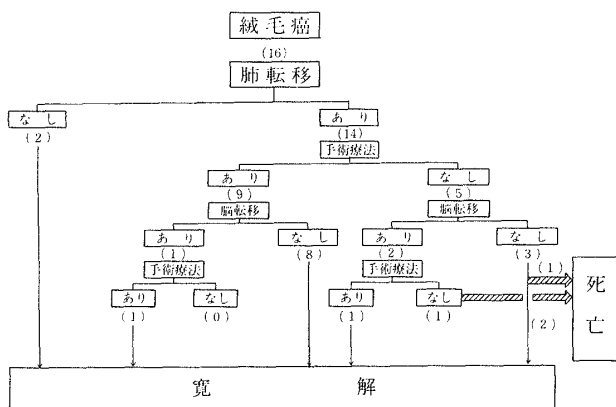 絨毛癌
(16)
肺転移
なし
(2)
あり
(14)
手術療法
あり
(9)
なし
(5)
脳転移
脳転移
あり
(1)
なし
(8)
あり
(2)
なし
(3)
手術療法
手術療法
(1)
あり
(1)
なし
(0)
あり
(1)
なし
(1)
(2)
死亡
寛解